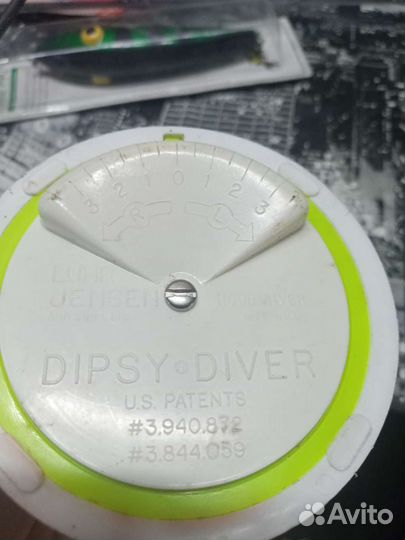 3 2 1 0 1 2 3
R L
JENSEN
DIPSY DIVER
U.S. PATENTS
#3.940.872
#3.844.059
Avito